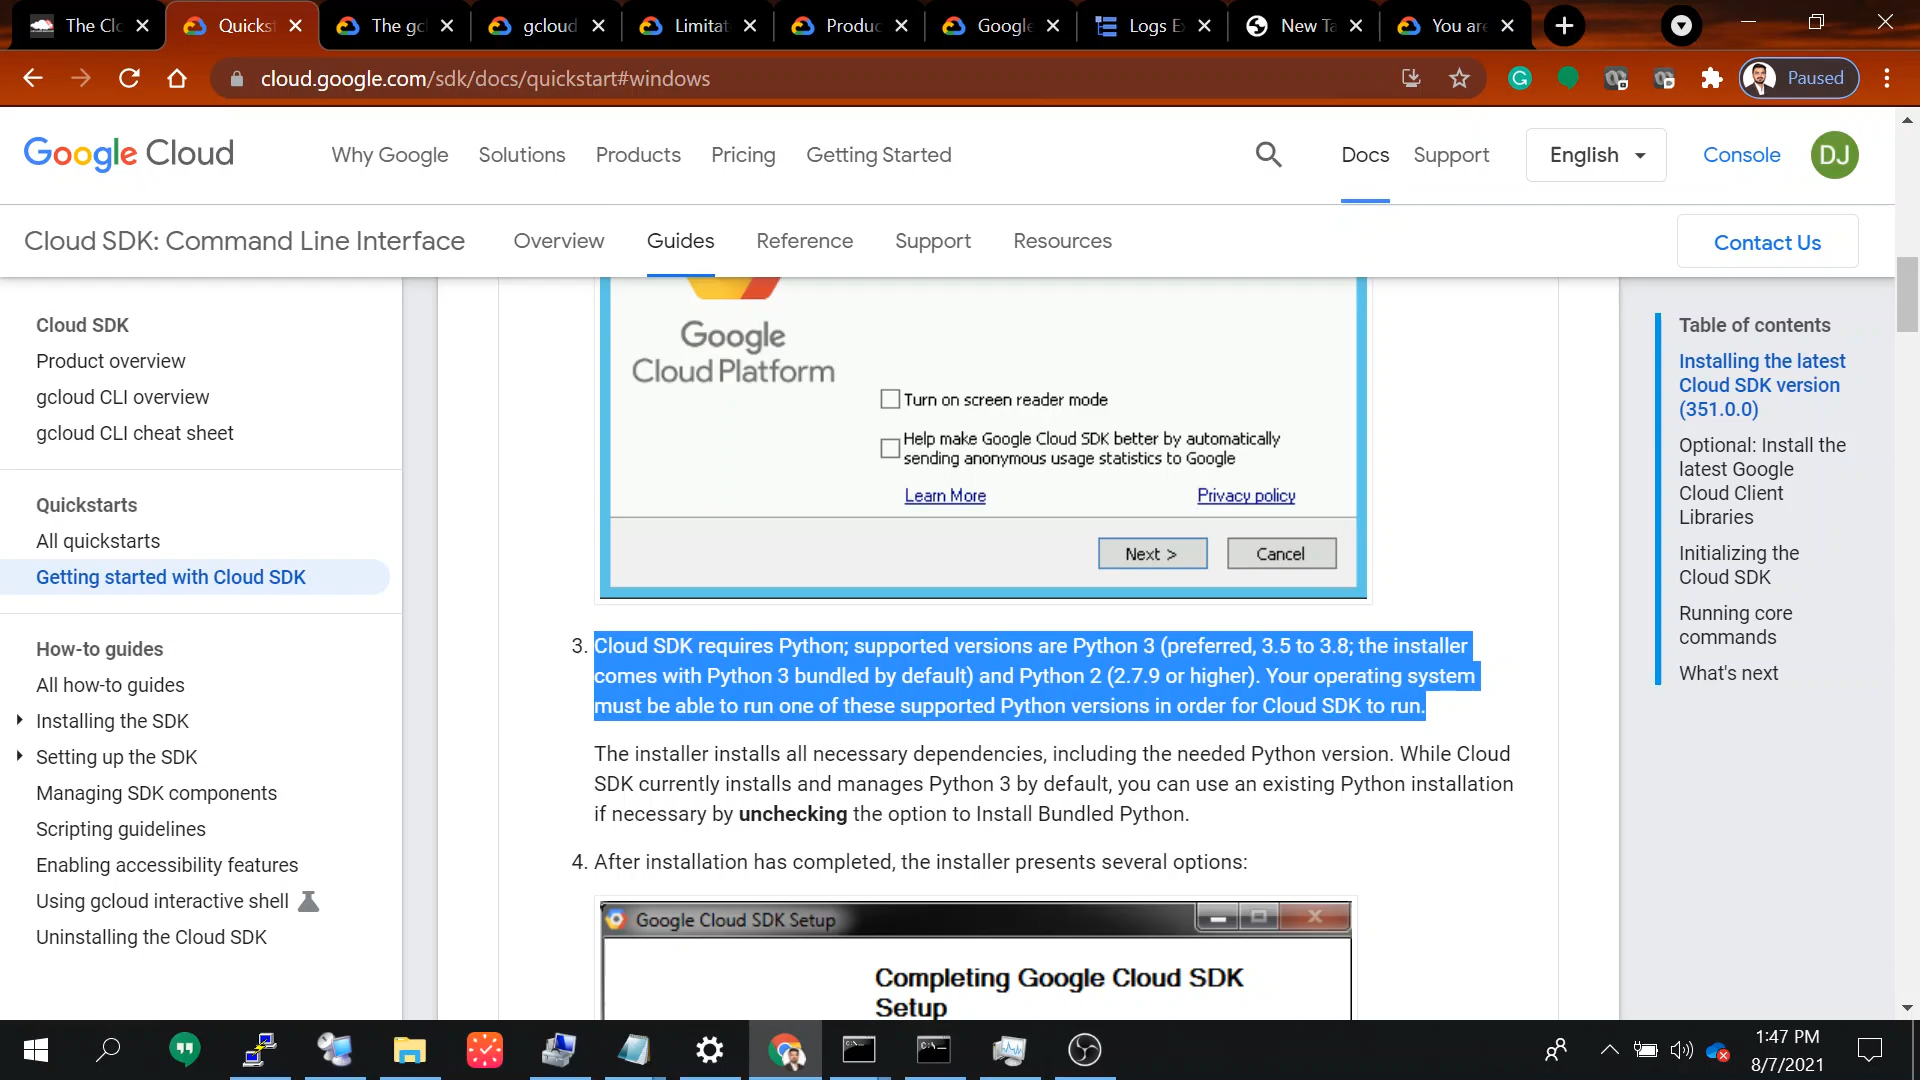 The Clo
Quickst
The gcl
gcloud
Limitat
Produc
Google
Logs Ex
New Ta
You are
cloud.google.com/sdk/docs/quickstart#windows
Paused
Google Cloud
Why Google
Solutions
Products
Pricing
Getting Started
Docs
Support
English
Console
DJ
Cloud SDK: Command Line Interface
Overview
Guides
Reference
Support
Resources
Contact Us
Cloud SDK
Product overview
gcloud CLI overview
gcloud CLI cheat sheet
Quickstarts
All quickstarts
Getting started with Cloud SDK
How-to guides
All how-to guides
Installing the SDK
Setting up the SDK
Managing SDK components
Scripting guidelines
Enabling accessibility features
Using gcloud interactive shell
Uninstalling the Cloud SDK
Google
Cloud Platform
Turn on screen reader mode
Help make Google Cloud SDK better by automatically
sending anonymous usage statistics to Google
Learn More
Privacy policy
Next >
Cancel
3. Cloud SDK requires Python; supported versions are Python 3 (preferred, 3.5 to 3.8; the installer
comes with Python 3 bundled by default) and Python 2 (2.7.9 or higher). Your operating system
must be able to run one of these supported Python versions in order for Cloud SDK to run.
The installer installs all necessary dependencies, including the needed Python version. While Cloud
SDK currently installs and manages Python 3 by default, you can use an existing Python installation
if necessary by unchecking the option to Install Bundled Python.
4. After installation has completed, the installer presents several options:
Google Cloud SDK Setup
Completing Google Cloud SDK
Setup
Table of contents
Installing the latest
Cloud SDK version
(351.0.0)
Optional: Install the
latest Google
Cloud Client
Libraries
Initializing the
Cloud SDK
Running core
commands
What's next
1:47 PM
8/7/2021